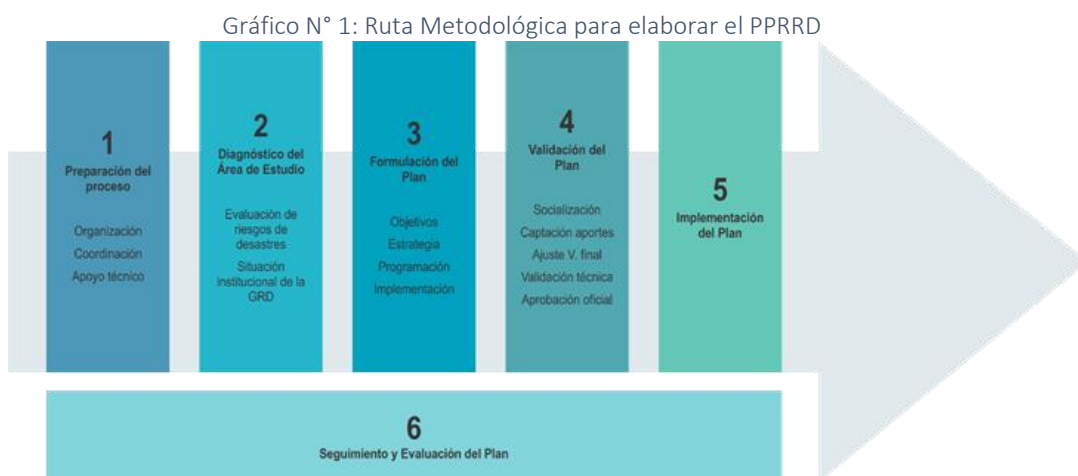 Gráfico N° 1: Ruta Metodológica para elaborar el PPRRD
1
Preparación del
proceso
Organización
Coordinación
Apoyo técnico
2
Diagnóstico del
Área de Estudio
Evaluación de
riesgos de
desastres
Situación
institucional de la
GRD
3
Formulación del
Plan
Objetivos
Estrategia
Programación
Implementación
4
Validación del
Plan
Socialización
Captación aportes
Ajuste V. final
Validación técnica
Aprobación oficial
5
Implementación
del Plan
6
Seguimiento y Evaluación del Plan